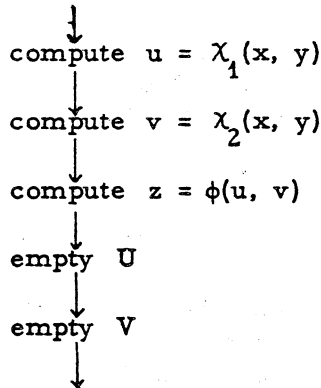 compute u = χ₁(x, y)
compute v = χ₂(x, y)
compute z = ϕ(u, v)
empty U
empty V